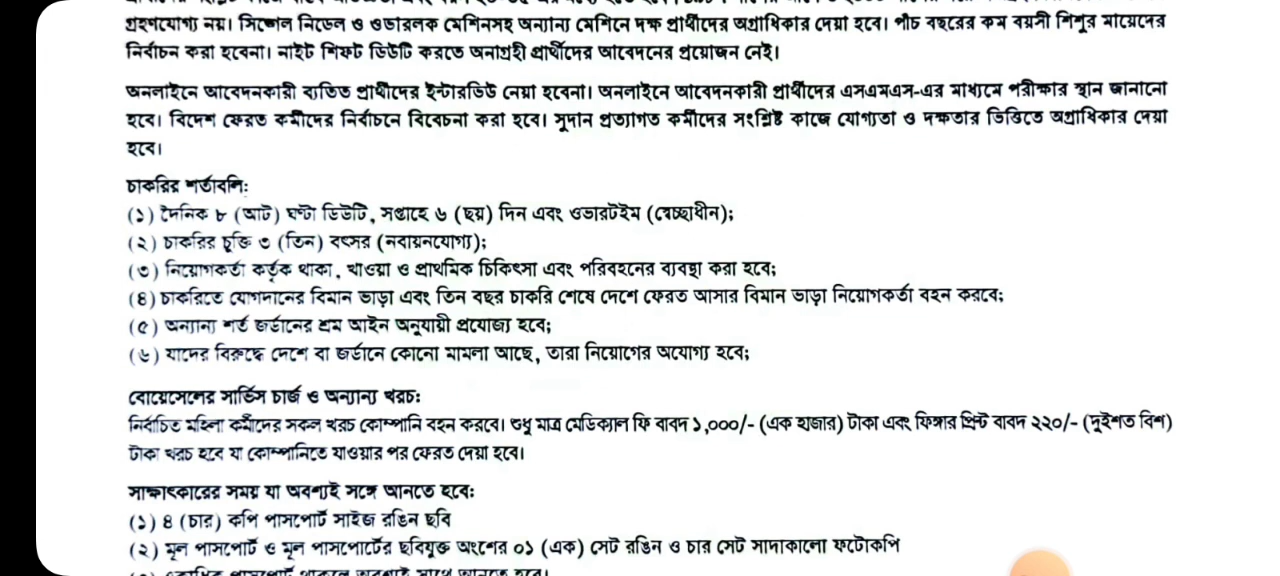 গ্রহণযোগ্য নয়। সিঙ্গেল নিডেল ও ওভারলক মেশিনসহ অন্যান্য মেশিনে দক্ষ প্রার্থীদের অগ্রাধিকার দেয়া হবে। পাঁচ বছরের কম বয়সী শিশুর মায়েদের
নির্বাচন করা হবেনা। নাইট শিফট ডিউটি করতে অনাগ্রহী প্রার্থীদের আবেদনের প্রয়োজন নেই।
অনলাইনে আবেদনকারী ব্যতিত প্রার্থীদের ইন্টারভিউ নেয়া হবেনা। অনলাইনে আবেদনকারী প্রার্থীদের এসএমএস-এর মাধ্যমে পরীক্ষার স্থান জানানো
হবে। বিদেশ ফেরত কর্মীদের নির্বাচনে বিবেচনা করা হবে। সুদান প্রত্যাগত কর্মীদের সংশ্লিষ্ট কাজে যোগ্যতা ও দক্ষতার ভিত্তিতে অগ্রাধিকার দেয়া
হবে।
চাকরির শর্তাবলি:
(১) দৈনিক ৮ (আট) ঘণ্টা ডিউটি, সপ্তাহে ৬ (ছয়) দিন এবং ওভারটইম (স্বেচ্ছাধীন);
(২) চাকরির চুক্তি ৩ (তিন) বৎসর (নবায়নযোগ্য);
(৩) নিয়োগকর্তা কর্তৃক থাকা, খাওয়া ও প্রাথমিক চিকিৎসা এবং পরিবহনের ব্যবস্থা করা হবে;
(৪) চাকরিতে যোগদানের বিমান ভাড়া এবং তিন বছর চাকরি শেষে দেশে ফেরত আসার বিমান ভাড়া নিয়োগকর্তা বহন করবে;
(৫) অন্যান্য শর্ত জর্ডানের শ্রম আইন অনুযায়ী প্রযোজ্য হবে;
(৬) যাদের বিরুদ্ধে দেশে বা জর্ডানে কোনো মামলা আছে, তারা নিয়োগের অযোগ্য হবে;
বোয়েসেলের সার্ভিস চার্জ ও অন্যান্য খরচ:
নির্বাচিত মহিলা কর্মীদের সকল খরচ কোম্পানি বহন করবে। শুধু মাত্র মেডিক্যাল ফি বাবদ ১,০০০/- (এক হাজার) টাকা এবং ফিঙ্গার প্রিন্ট বাবদ ২২০/- (দুইশত বিশ)
টাকা খরচ হবে যা কোম্পানিতে যাওয়ার পর ফেরত দেয়া হবে।
সাক্ষাৎকারের সময় যা অবশ্যই সঙ্গে আনতে হবে:
(১) ৪ (চার) কপি পাসপোর্ট সাইজ রঙিন ছবি
(২) মূল পাসপোর্ট ও মূল পাসপোর্টের ছবিযুক্ত অংশের ০১ (এক) সেট রঙিন ও চার সেট সাদাকালো ফটোকপি